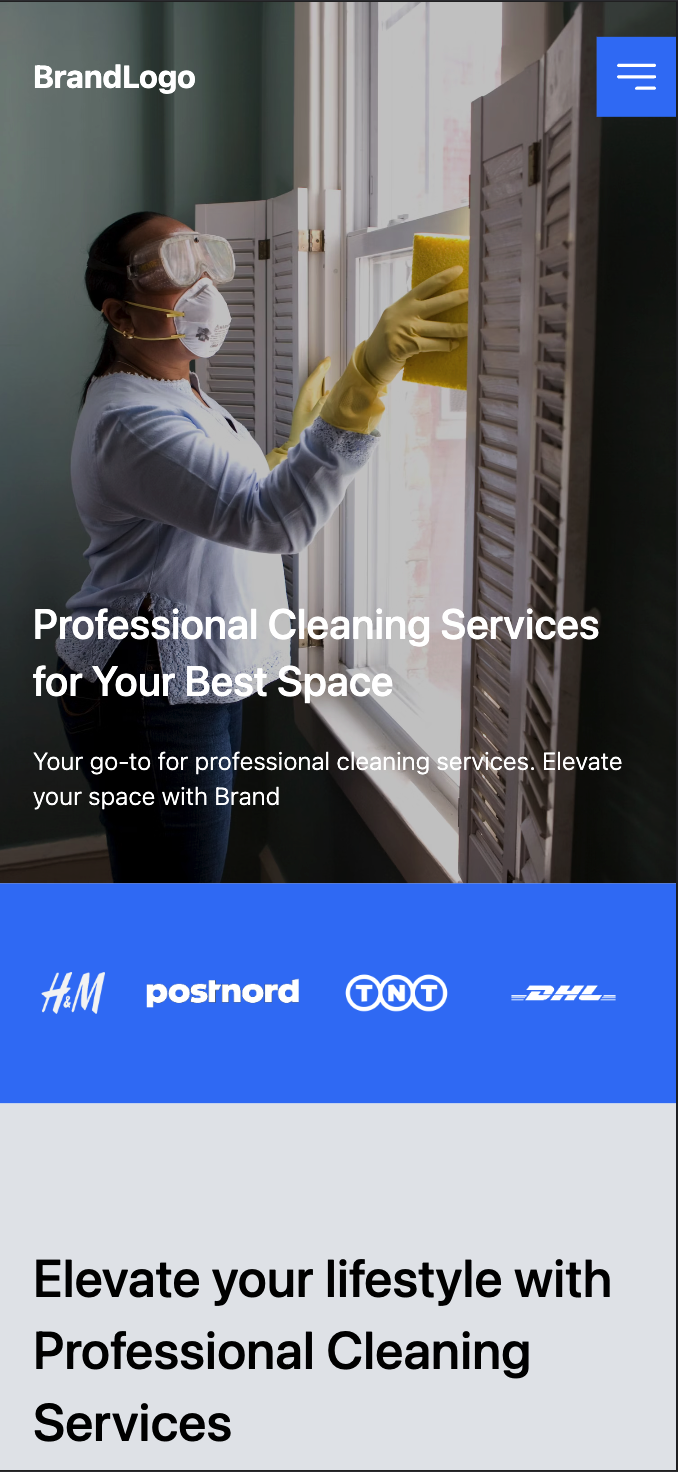 BrandLogo
Professional Cleaning Services
for Your Best Space
Your go-to for professional cleaning services. Elevate
your space with Brand
H&M postnord TNT DHL
Elevate your lifestyle with
Professional Cleaning
Services